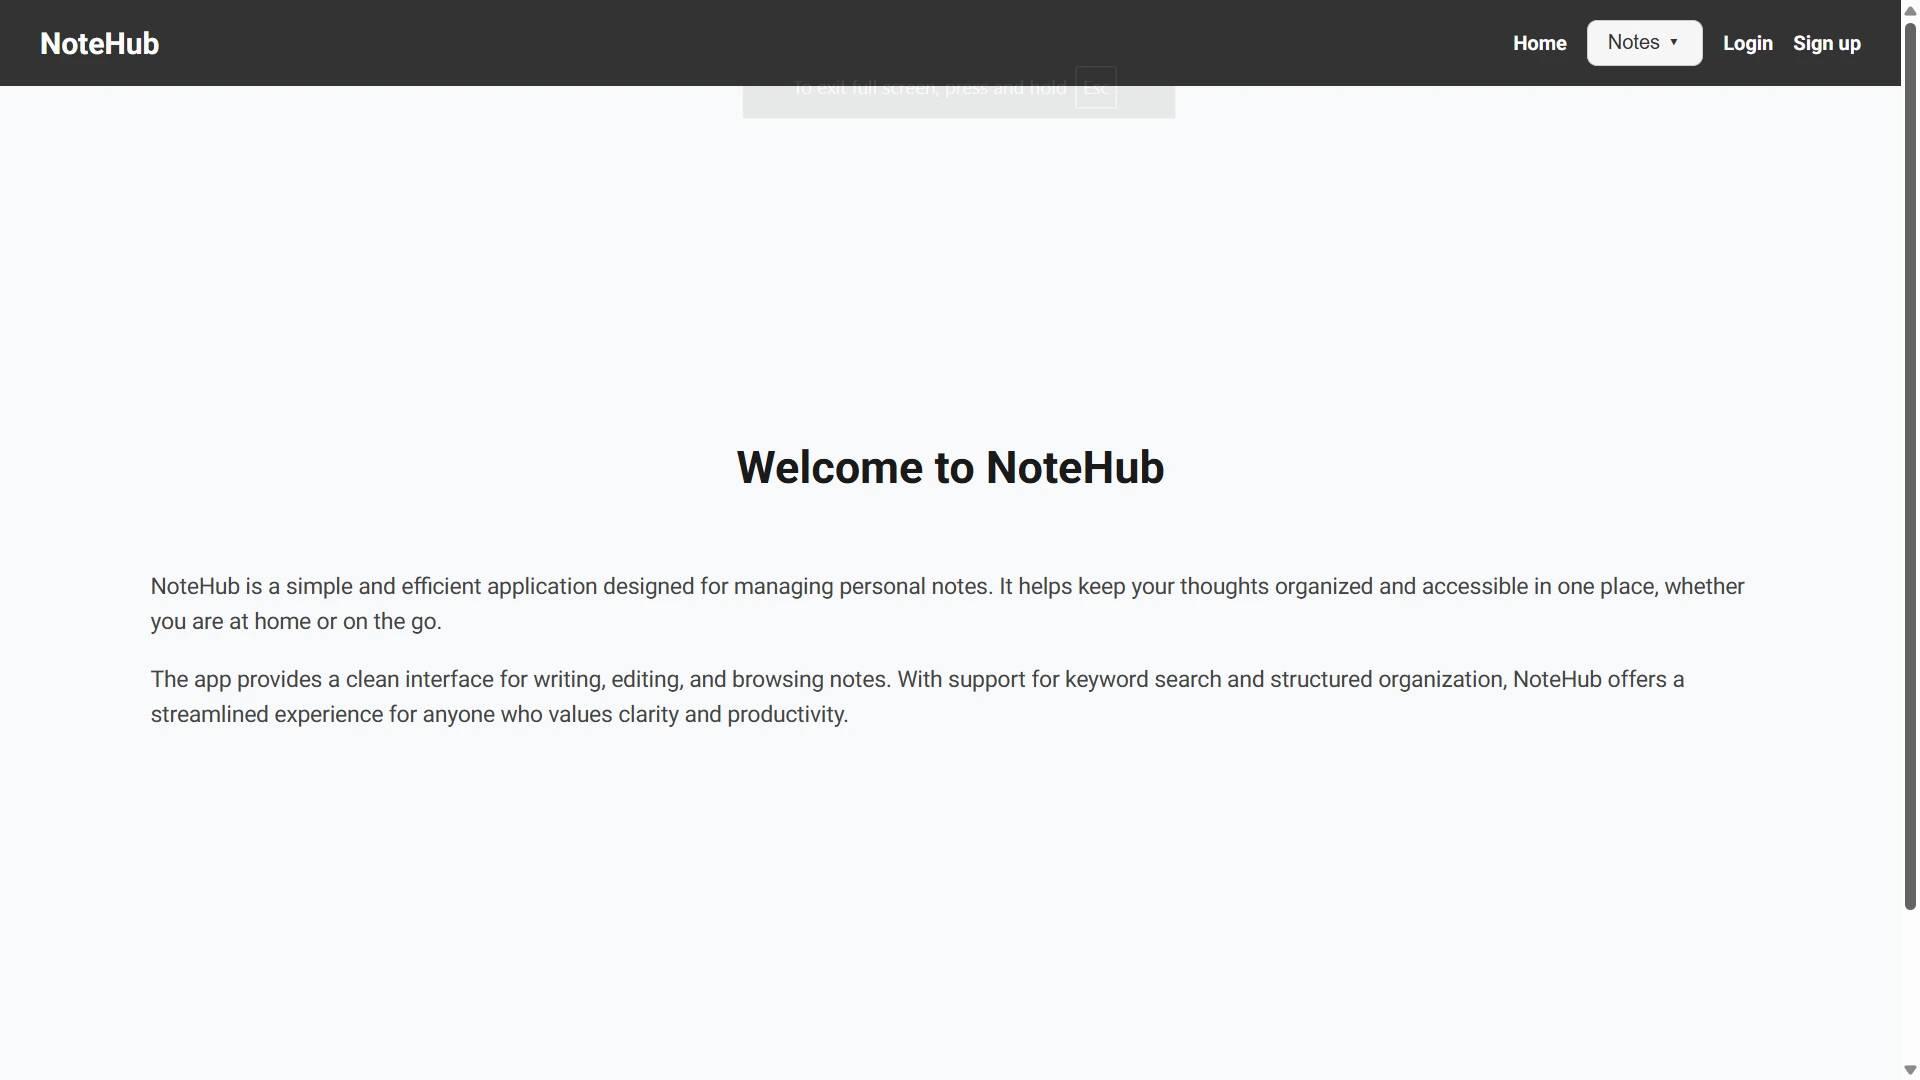 NoteHub
Home
Notes ▼
Login
Sign up
To exit full screen, press and hold Esc
Welcome to NoteHub
NoteHub is a simple and efficient application designed for managing personal notes. It helps keep your thoughts organized and accessible in one place, whether
you are at home or on the go.
The app provides a clean interface for writing, editing, and browsing notes. With support for keyword search and structured organization, NoteHub offers a
streamlined experience for anyone who values clarity and productivity.